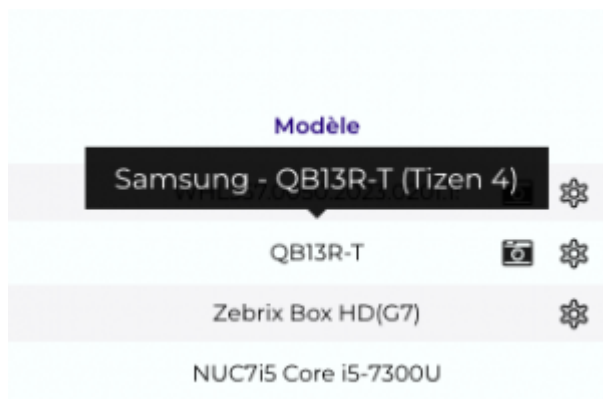 Modèle
Samsung - QB13R-T (Tizen 4)
QB13R-T
Zebrix Box HD(G7)
NUC7i5 Core i5-7300U